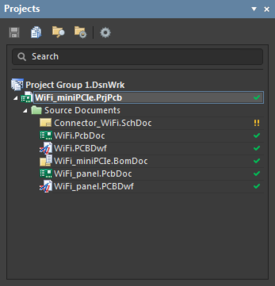 Projects
Search
Project Group 1.DsnWrk
WiFi_miniPCIe.PrjPcb
Source Documents
Connector_WiFi.SchDoc
!!
WiFi.PcbDoc
WiFi.PCBDwf
WiFi_miniPCIe.BomDoc
WiFi_panel.PcbDoc
WiFi_panel.PCBDwf